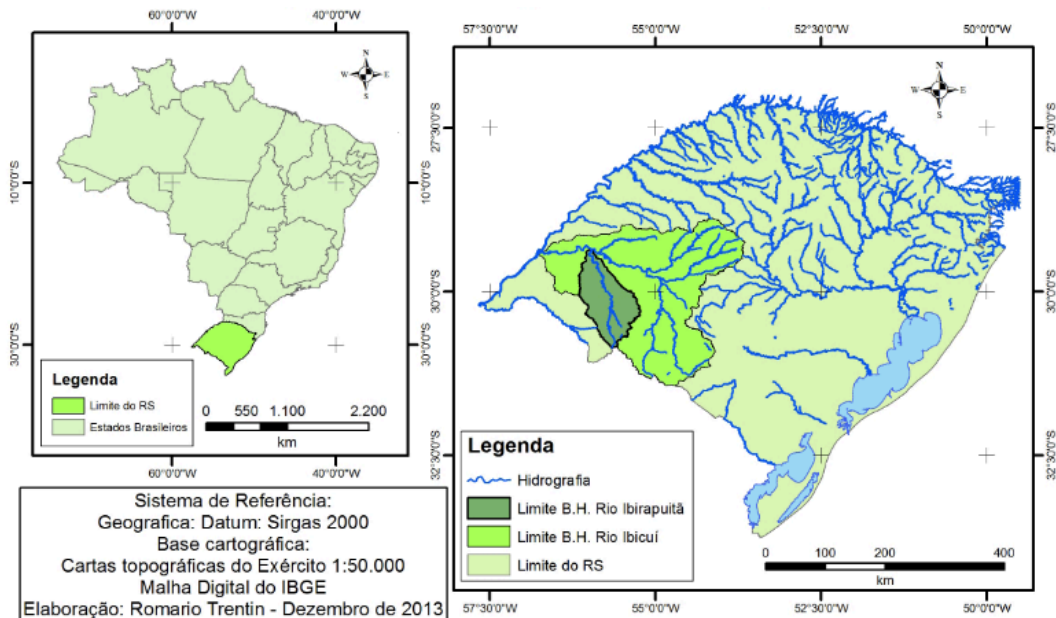 60°0'0"W
40°0'0"W
N
W
E
S
10°0'0"S
10°0'0"S
30°0'0"S
30°0'0"S
Legenda
Limite do RS
Estados Brasileiros
0 550 1.100 2.200
km
60°0'0"W
40°0'0"W
Sistema de Referência:
Geografica: Datum: Sirgas 2000
Base cartográfica:
Cartas topográficas do Exército 1:50.000
Malha Digital do IBGE
Elaboração: Romario Trentin - Dezembro de 2013
57°30'0"W
55°0'0"W
52°30'0"W
50°0'0"W
N
W
E
S
27°30'0"S
27°30'0"S
30°0'0"S
30°0'0"S
32°30'0"S
32°30'0"S
Legenda
Hidrografia
Limite B.H. Rio Ibirapuitã
Limite B.H. Rio Ibicuí
Limite do RS
0 100 200 400
km
57°30'0"W
55°0'0"W
52°30'0"W
50°0'0"W